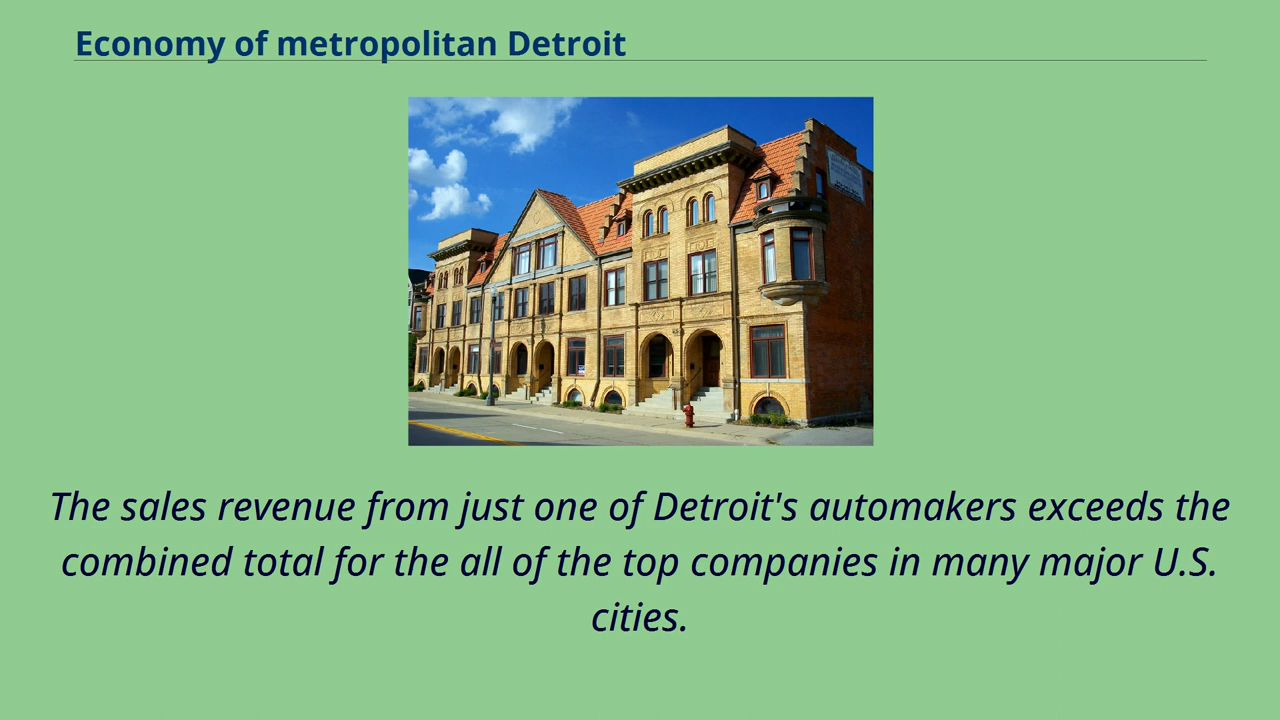 Economy of metropolitan Detroit
The sales revenue from just one of Detroit's automakers exceeds the
combined total for the all of the top companies in many major U.S.
cities.